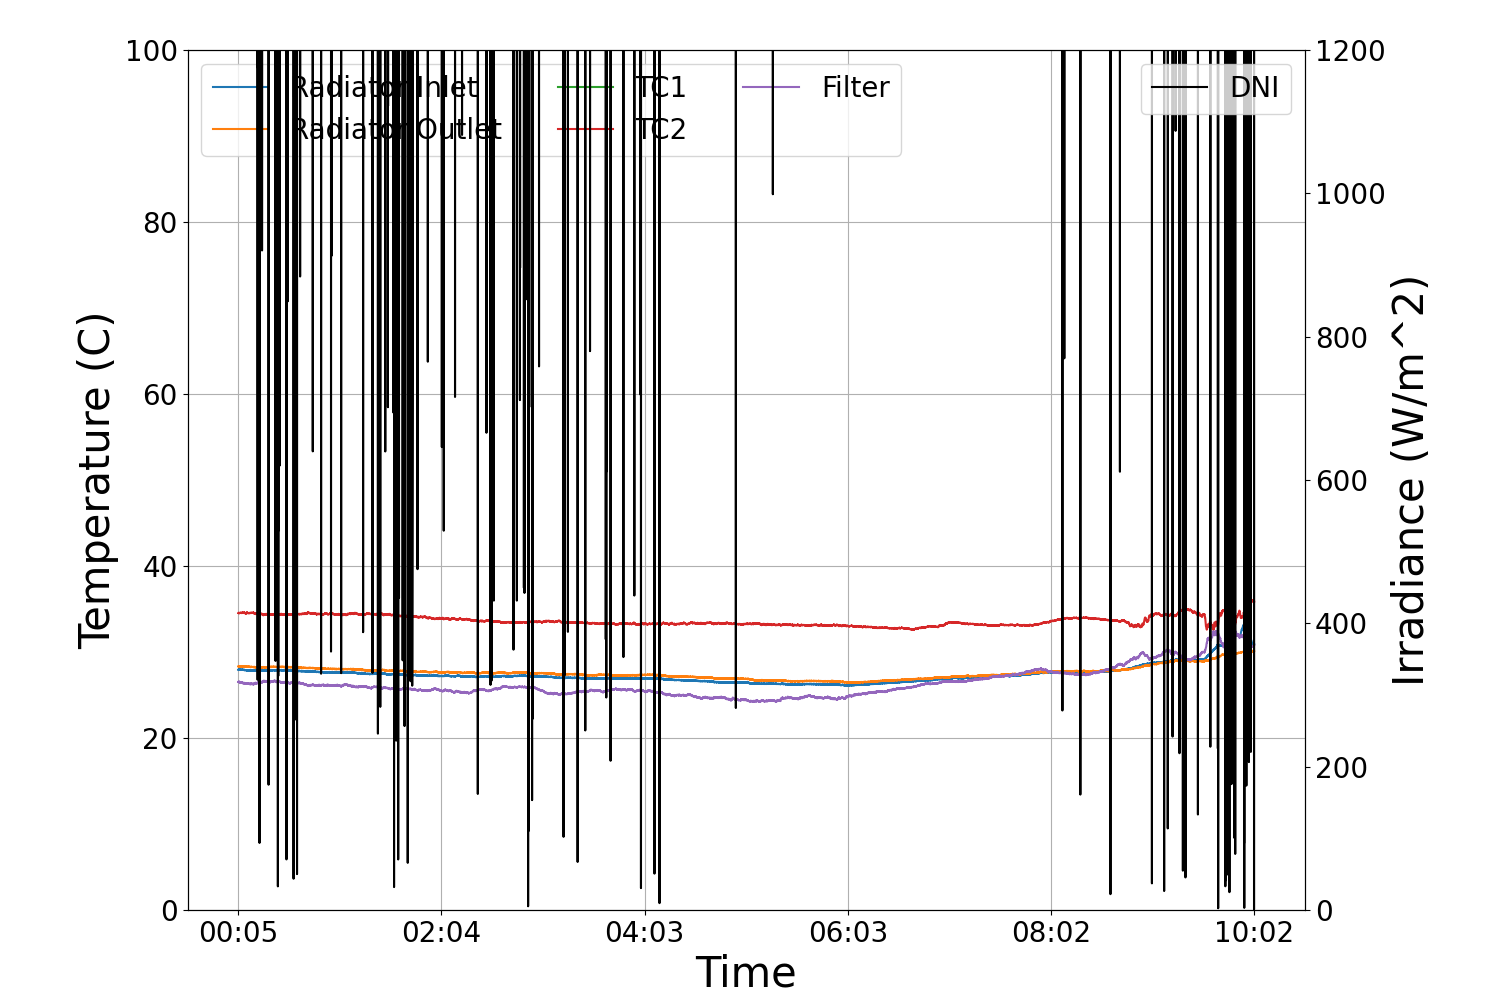 100
80
60
40
20
0
Temperature (C)
Radiator Inlet
Radiator Outlet
TC1
TC2
Filter
DNI
1200
1000
800
600
400
200
0
Irradiance (W/m^2)
00:05 02:04 04:03 06:03 08:02 10:02
Time